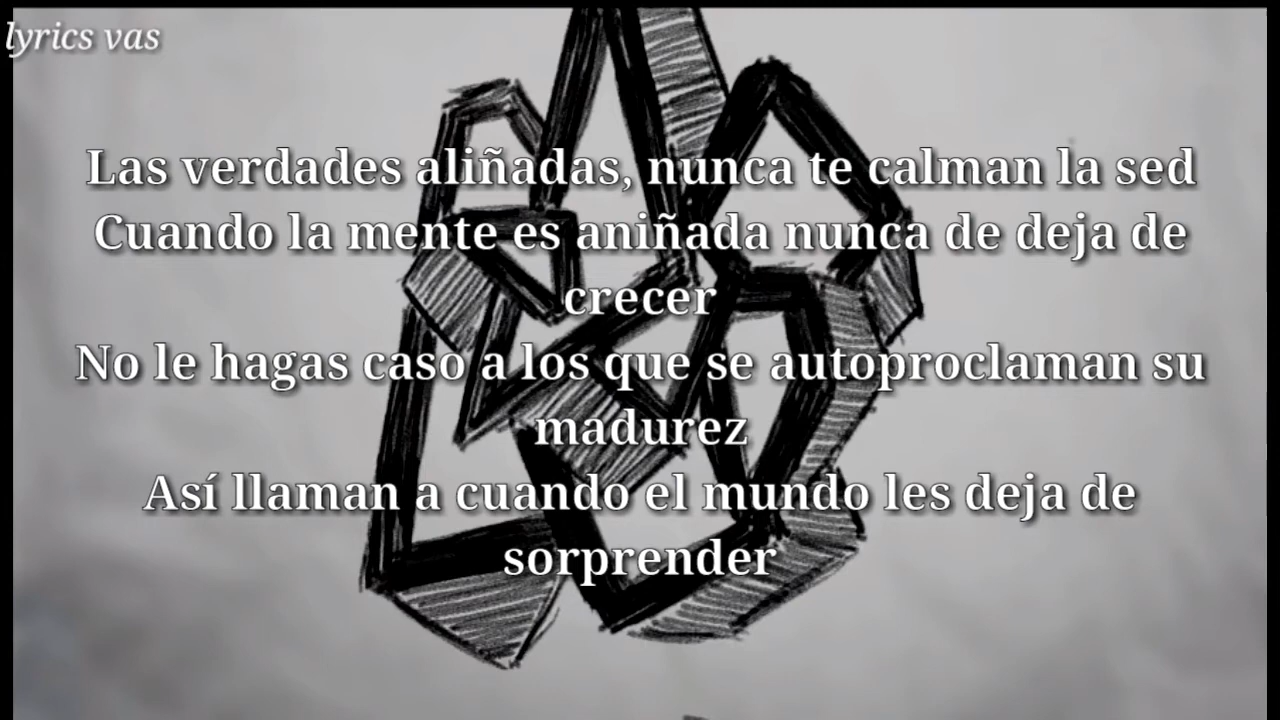 lyrics vas
Las verdades aliñadas, nunca te calman la sed
Cuando la mente es aniñada nunca de deja de
crecer
No le hagas caso a los que se autoproclaman su
madurez
Así llaman a cuando el mundo les deja de
sorprender